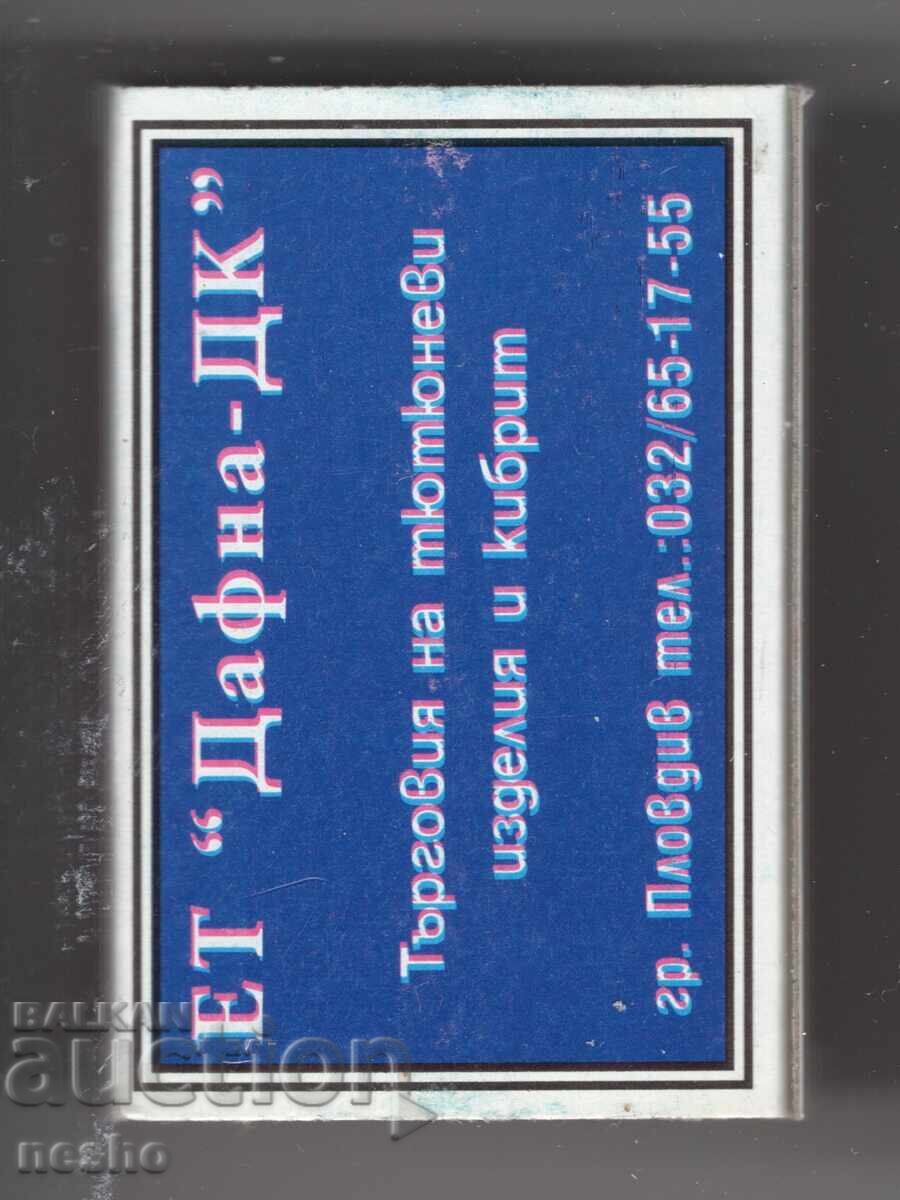 ЕТ “Дафна-ДК”
Търговия на тютюневи
изделия и кибрит
гр. Пловдив тел.:032/65-17-55
BALKAN
auction
nesho